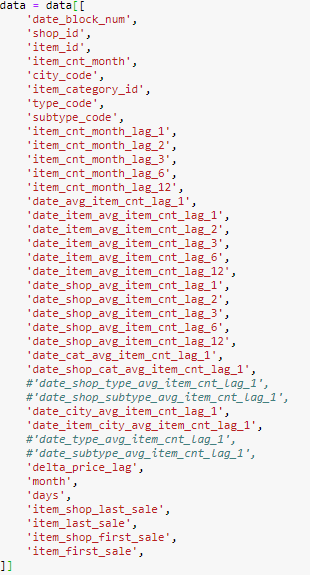 data = data[[
'date_block_num',
'shop_id',
'item_id',
'item_cnt_month',
'city_code',
'item_category_id',
'type_code',
'subtype_code',
'item_cnt_month_lag_1',
'item_cnt_month_lag_2',
'item_cnt_month_lag_3',
'item_cnt_month_lag_6',
'item_cnt_month_lag_12',
'date_avg_item_cnt_lag_1',
'date_item_avg_item_cnt_lag_1',
'date_item_avg_item_cnt_lag_2',
'date_item_avg_item_cnt_lag_3',
'date_item_avg_item_cnt_lag_6',
'date_item_avg_item_cnt_lag_12',
'date_shop_avg_item_cnt_lag_1',
'date_shop_avg_item_cnt_lag_2',
'date_shop_avg_item_cnt_lag_3',
'date_shop_avg_item_cnt_lag_6',
'date_shop_avg_item_cnt_lag_12',
'date_cat_avg_item_cnt_lag_1',
'date_shop_cat_avg_item_cnt_lag_1',
#'date_shop_type_avg_item_cnt_lag_1',
#'date_shop_subtype_avg_item_cnt_lag_1',
'date_city_avg_item_cnt_lag_1',
'date_item_city_avg_item_cnt_lag_1',
#'date_type_avg_item_cnt_lag_1',
#'date_subtype_avg_item_cnt_lag_1',
'delta_price_lag',
'month',
'days',
'item_shop_last_sale',
'item_last_sale',
'item_shop_first_sale',
'item_first_sale',
]]